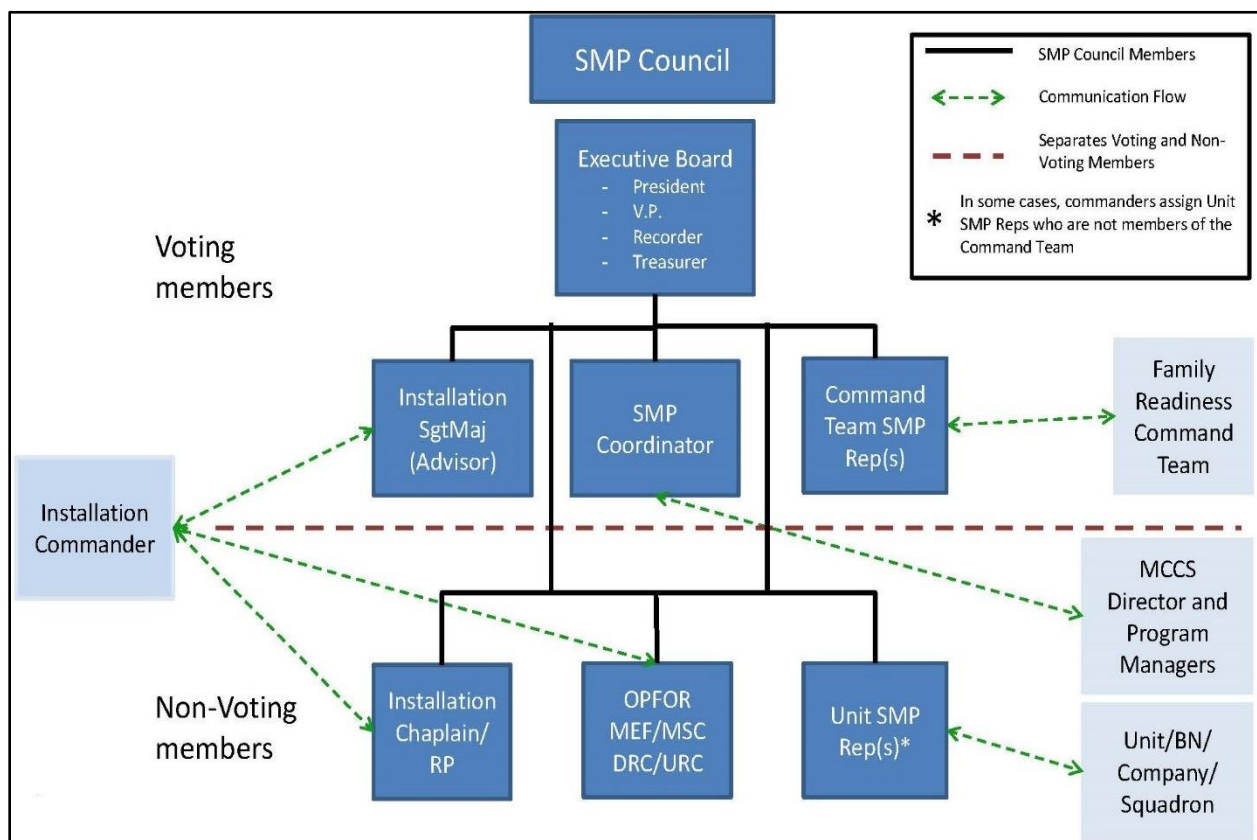 SMP Council
Executive Board
- President
- V.P.
- Recorder
- Treasurer
SMP Council Members
Communication Flow
Separates Voting and Non-
Voting Members
* In some cases, commanders assign Unit
SMP Reps who are not members of the
Command Team
Voting
members
Installation
SgtMaj
(Advisor)
SMP
Coordinator
Command
Team SMP
Rep(s)
Family
Readiness
Command
Team
Installation
Commander
MCCS
Director and
Program
Managers
Non-Voting
members
Installation
Chaplain/
RP
OPFOR
MEF/MSC
DRC/URC
Unit SMP
Rep(s)*
Unit/BN/
Company/
Squadron